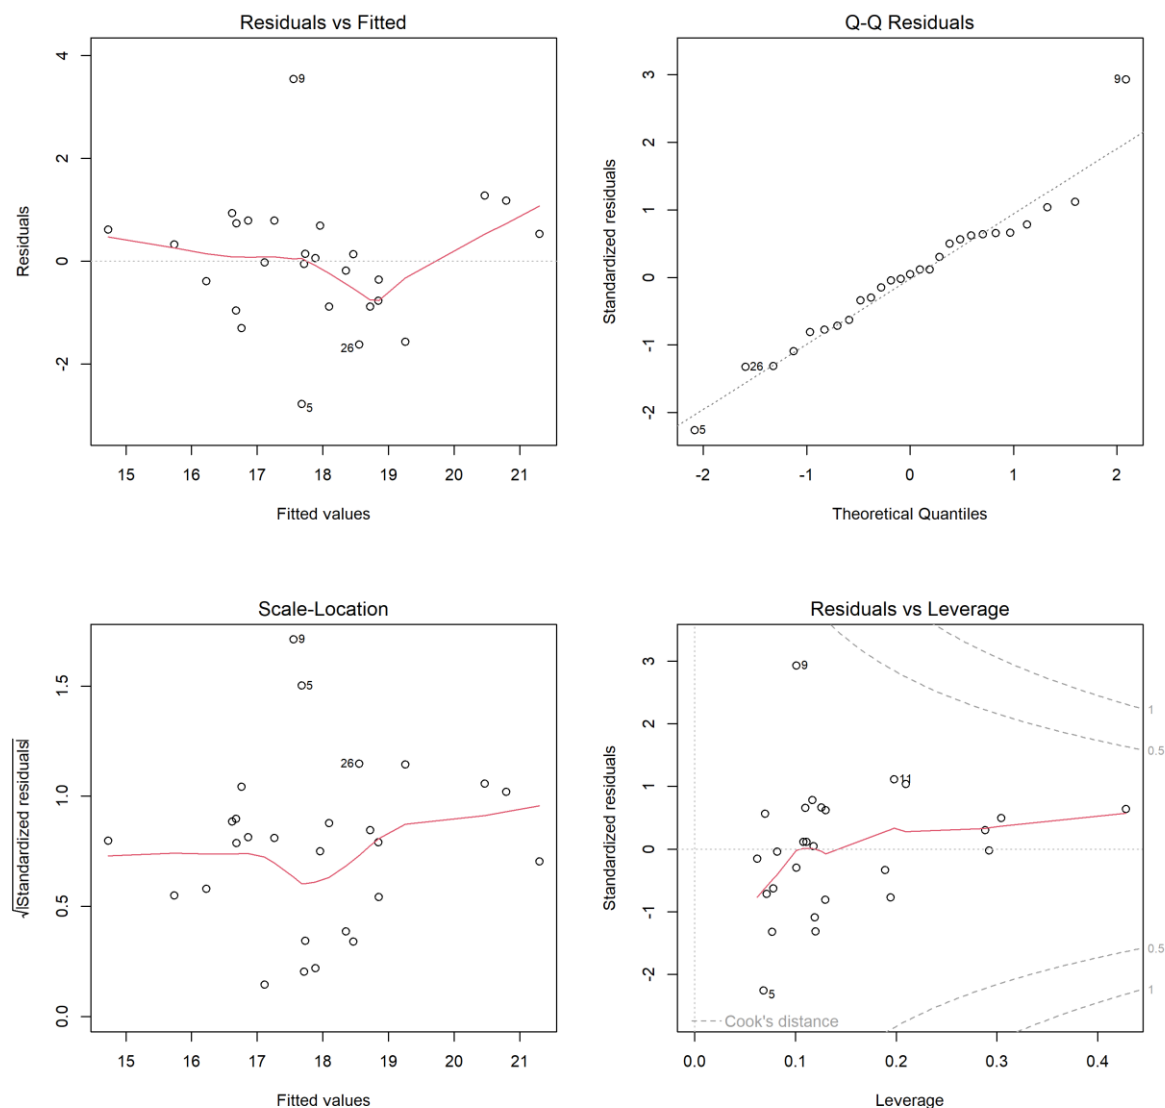 Residuals vs Fitted
Residuals
4
2
0
-2
9
26
5
15 16 17 18 19 20 21
Fitted values
Q-Q Residuals
Standardized residuals
3
2
1
0
-1
-2
9
26
5
-2 -1 0 1 2
Theoretical Quantiles
Scale-Location
√|Standardized residuals|
1.5
1.0
0.5
0.0
9
5
26
15 16 17 18 19 20 21
Fitted values
Residuals vs Leverage
Standardized residuals
3
2
1
0
-1
-2
9
11
5
1
0.5
0.5
1
Cook's distance
0.0 0.1 0.2 0.3 0.4
Leverage